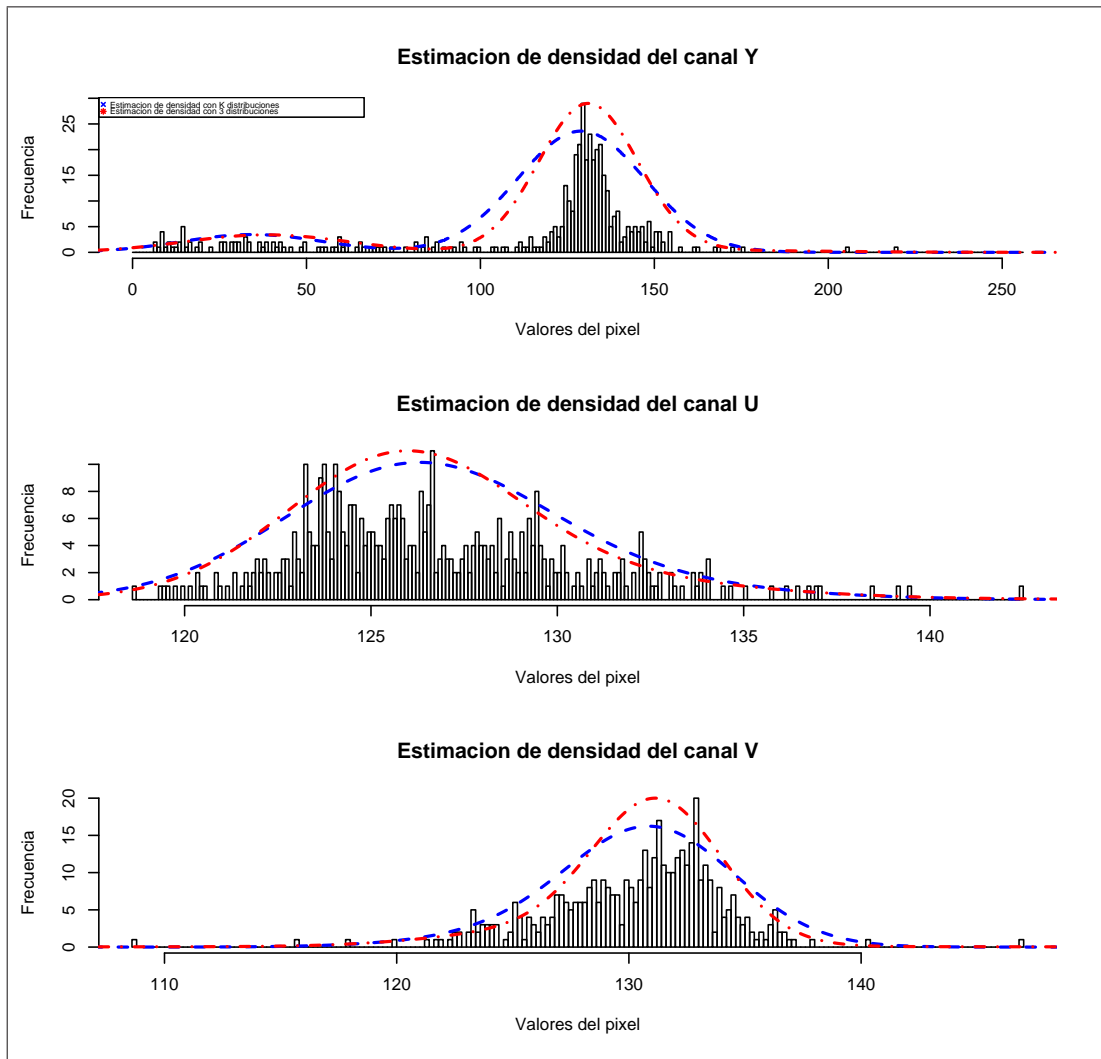 Estimacion de densidad del canal Y
Estimacion de densidad con K distribuciones
Estimacion de densidad con 3 distribuciones
Frecuencia
0 5 15 25
0 50 100 150 200 250
Valores del pixel
Estimacion de densidad del canal U
Frecuencia
0 2 4 6 8
120 125 130 135 140
Valores del pixel
Estimacion de densidad del canal V
Frecuencia
0 5 10 15 20
110 120 130 140
Valores del pixel